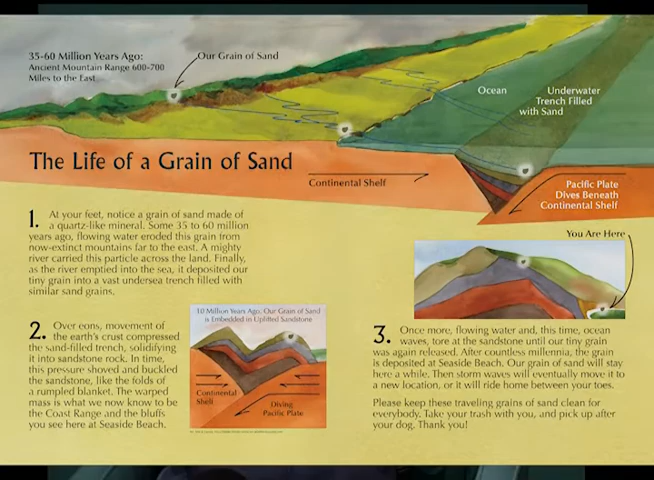 35-60 Million Years Ago:
Ancient Mountain Range 600-700
Miles to the East
Our Grain of Sand
Ocean
Underwater
Trench Filled
with Sand
The Life of a Grain of Sand
Continental Shelf
Pacific Plate
Dives Beneath
Continental Shelf
1. At your feet, notice a grain of sand made of
a quartz-like mineral. Some 35 to 60 million
years ago, flowing water eroded this grain from
now-extinct mountains far to the east. A mighty
river carried this particle across the land. Finally,
as the river emptied into the sea, it deposited our
tiny grain into a vast undersea trench filled with
similar sand grains.
You Are Here
2. Over eons, movement of
the earth's crust compressed
the sand-filled trench, solidifying
it into sandstone rock. In time,
this pressure shoved and buckled
the sandstone, like the folds of
a rumpled blanket. The warped
mass is what we now know to be
the Coast Range and the bluffs
you see here at Seaside Beach.
10 Million Years Ago, Our Grain of Sand
is Embedded in Uplifted Sandstone
Continental
Shelf
Diving
Pacific Plate
3. Once more, flowing water and, this time, ocean
waves, tore at the sandstone until our tiny grain
was again released. After countless millennia, the grain
is deposited at Seaside Beach. Our grain of sand will stay
here a while. Then storm waves will eventually move it to
a new location, or it will ride home between your toes.
Please keep these traveling grains of sand clean for
everybody. Take your trash with you, and pick up after
your dog. Thank you!